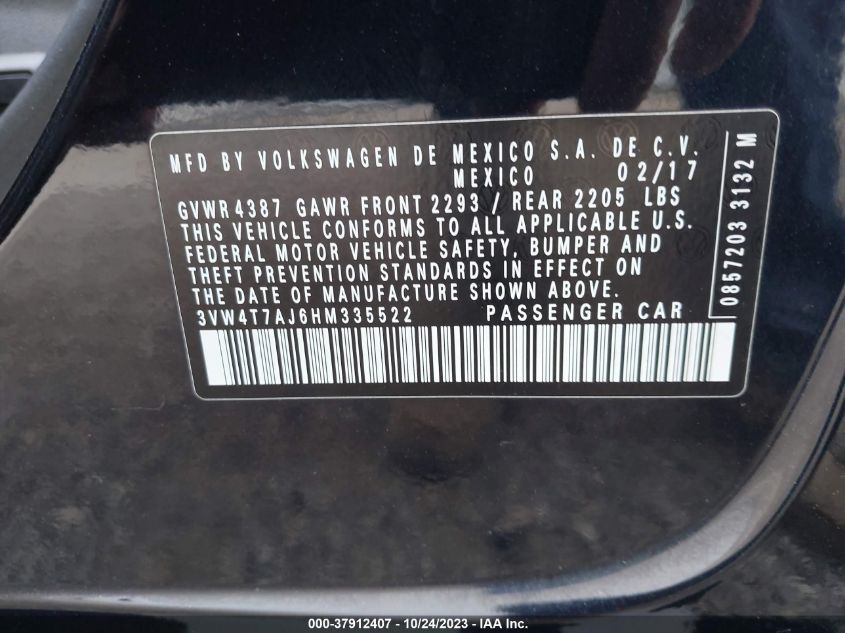 MFD BY VOLKSWAGEN DE MEXICO S.A. DE C.V.
MEXICO 02/17
GVWR 4387 GAWR FRONT 2293 / REAR 2205 LBS
THIS VEHICLE CONFORMS TO ALL APPLICABLE U.S.
FEDERAL MOTOR VEHICLE SAFETY, BUMPER AND
THEFT PREVENTION STANDARDS IN EFFECT ON
THE DATE OF MANUFACTURE SHOWN ABOVE.
3VW4T7AJ6HM335522 PASSENGER CAR
0857203 3132 M
000-37912407 - 10/24/2023 - IAA Inc.